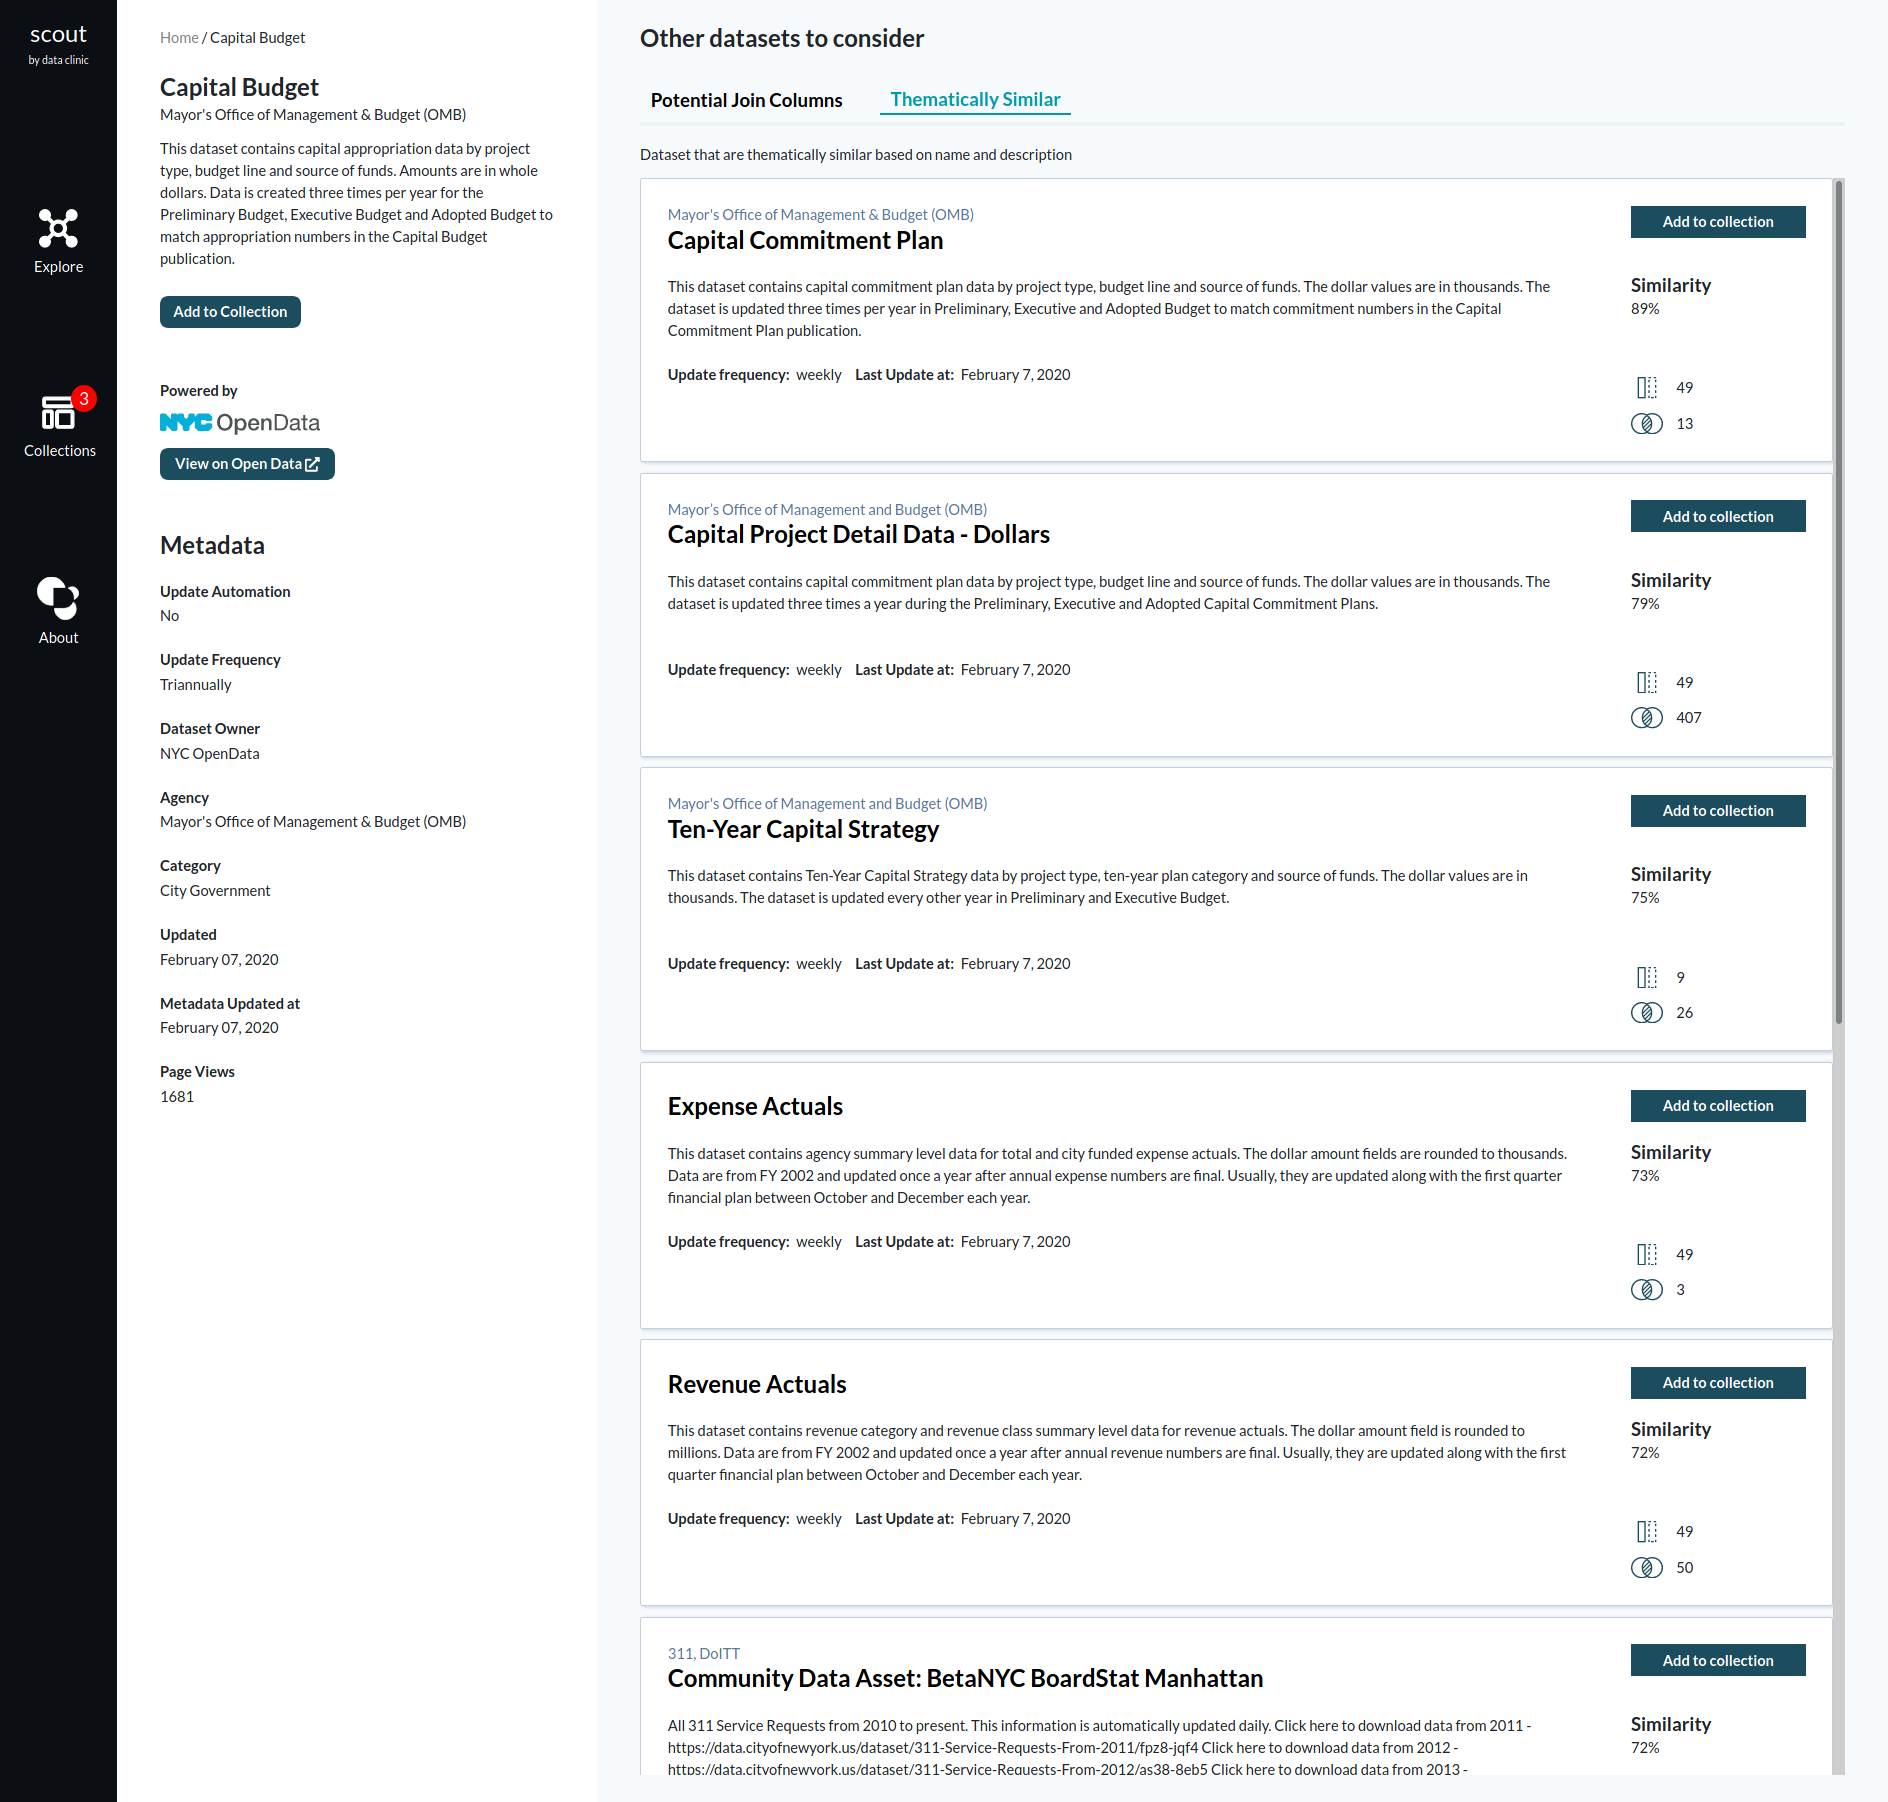 scout
by data clinic
Explore
3
Collections
About
Home / Capital Budget
Capital Budget
Mayor's Office of Management & Budget (OMB)
This dataset contains capital appropriation data by project
type, budget line and source of funds. Amounts are in whole
dollars. Data is created three times per year for the
Preliminary Budget, Executive Budget and Adopted Budget to
match appropriation numbers in the Capital Budget
publication.
Add to Collection
Powered by
NYC OpenData
View on Open Data
Metadata
Update Automation
No
Update Frequency
Triannually
Dataset Owner
NYC OpenData
Agency
Mayor's Office of Management & Budget (OMB)
Category
City Government
Updated
February 07, 2020
Metadata Updated at
February 07, 2020
Page Views
1681
Other datasets to consider
Potential Join Columns Thematically Similar
Dataset that are thematically similar based on name and description
Mayor's Office of Management & Budget (OMB)
Capital Commitment Plan
This dataset contains capital commitment plan data by project type, budget line and source of funds. The dollar values are in thousands. The
dataset is updated three times per year in Preliminary, Executive and Adopted Budget to match commitment numbers in the Capital
Commitment Plan publication.
Update frequency: weekly Last Update at: February 7, 2020
Add to collection
Similarity
89%
49
13
Mayor’s Office of Management and Budget (OMB)
Capital Project Detail Data - Dollars
This dataset contains capital commitment plan data by project type, budget line and source of funds. The dollar values are in thousands. The
dataset is updated three times a year during the Preliminary, Executive and Adopted Capital Commitment Plans.
Update frequency: weekly Last Update at: February 7, 2020
Add to collection
Similarity
79%
49
407
Mayor's Office of Management and Budget (OMB)
Ten-Year Capital Strategy
This dataset contains Ten-Year Capital Strategy data by project type, ten-year plan category and source of funds. The dollar values are in
thousands. The dataset is updated every other year in Preliminary and Executive Budget.
Update frequency: weekly Last Update at: February 7, 2020
Add to collection
Similarity
75%
9
26
Expense Actuals
This dataset contains agency summary level data for total and city funded expense actuals. The dollar amount fields are rounded to thousands.
Data are from FY 2002 and updated once a year after annual expense numbers are final. Usually, they are updated along with the first quarter
financial plan between October and December each year.
Update frequency: weekly Last Update at: February 7, 2020
Add to collection
Similarity
73%
49
3
Revenue Actuals
This dataset contains revenue category and revenue class summary level data for revenue actuals. The dollar amount field is rounded to
millions. Data are from FY 2002 and updated once a year after annual revenue numbers are final. Usually, they are updated along with the first
quarter financial plan between October and December each year.
Update frequency: weekly Last Update at: February 7, 2020
Add to collection
Similarity
72%
49
50
311, DoITT
Community Data Asset: BetaNYC BoardStat Manhattan
All 311 Service Requests from 2010 to present. This information is automatically updated daily. Click here to download data from 2011 -
https://data.cityofnewyork.us/dataset/311-Service-Requests-From-2011/fpz8-jqf4 Click here to download data from 2012 -
https://data.cityofnewyork.us/dataset/311-Service-Requests-From-2012/as38-8eb5 Click here to download data from 2013 -
Add to collection
Similarity
72%